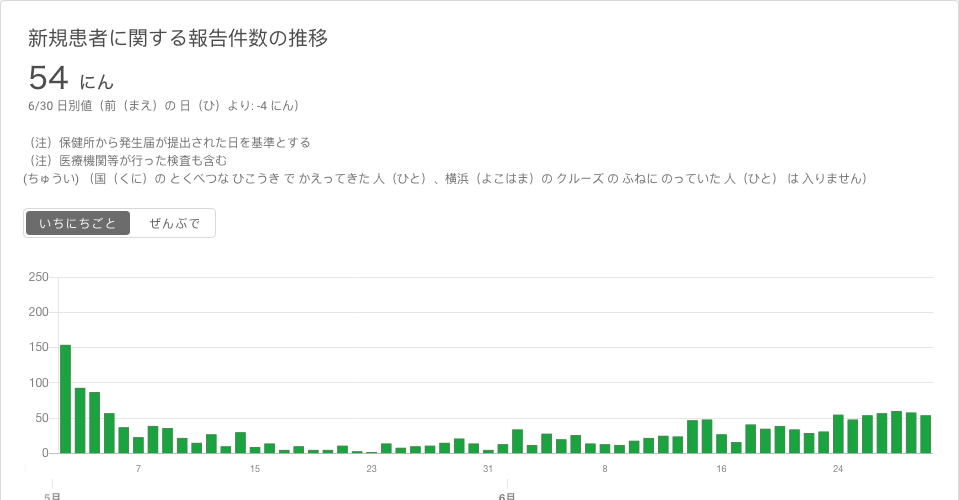 新規患者に関する報告件数の推移
54 にん
6/30 日別値（前（まえ）の 日（ひ）より: -4 にん）
（注）保健所から発生届が提出された日を基準とする
（注）医療機関等が行った検査も含む
(ちゅうい) （国（くに）の とくべつな ひこうき で かえってきた 人（ひと）、横浜（よこはま）の クルーズ の ふねに のっていた 人（ひと） は 入りません）
いちにちごと ぜんぶで
250
200
150
100
50
0
7 15 23 31 8 16 24
5月 6月